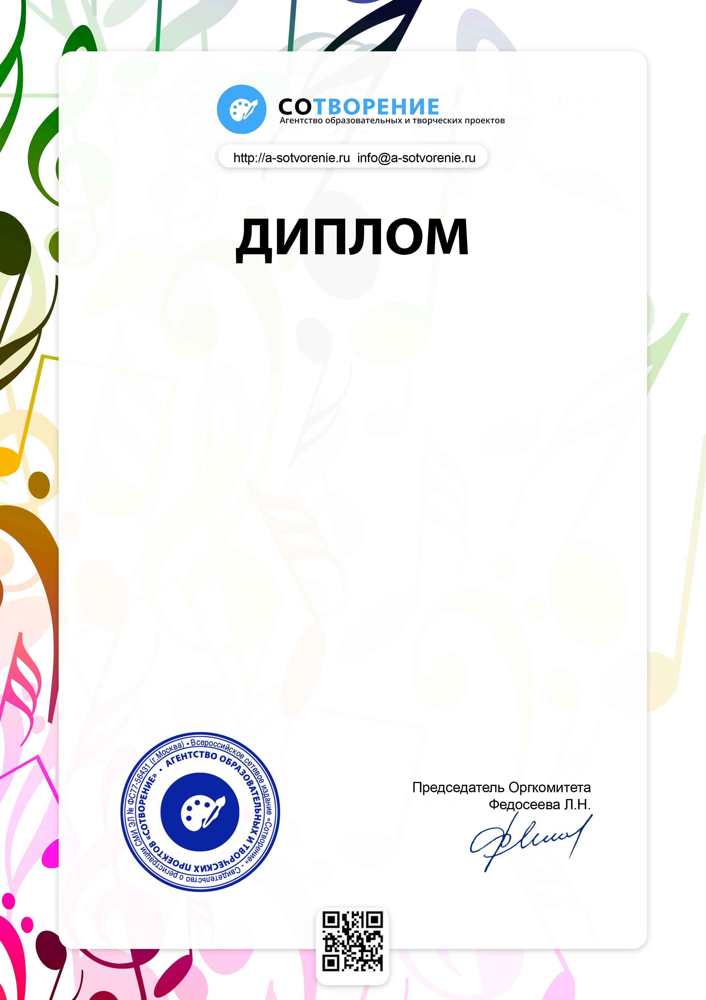 СОТВОРЕНИЕ
Агентство образовательных и творческих проектов
http://a-sotvorenie.ru info@a-sotvorenie.ru
ДИПЛОМ
Всероссийское сетевое издание «Сотворение» - Свидетельство о регистрации СМИ ЭЛ № ФС77-56431 (г.Москва) •
АГЕНТСТВО ОБРАЗОВАТЕЛЬНЫХ И ТВОРЧЕСКИХ ПРОЕКТОВ «СОТВОРЕНИЕ» •
Председатель Оргкомитета
Федосеева Л.Н.